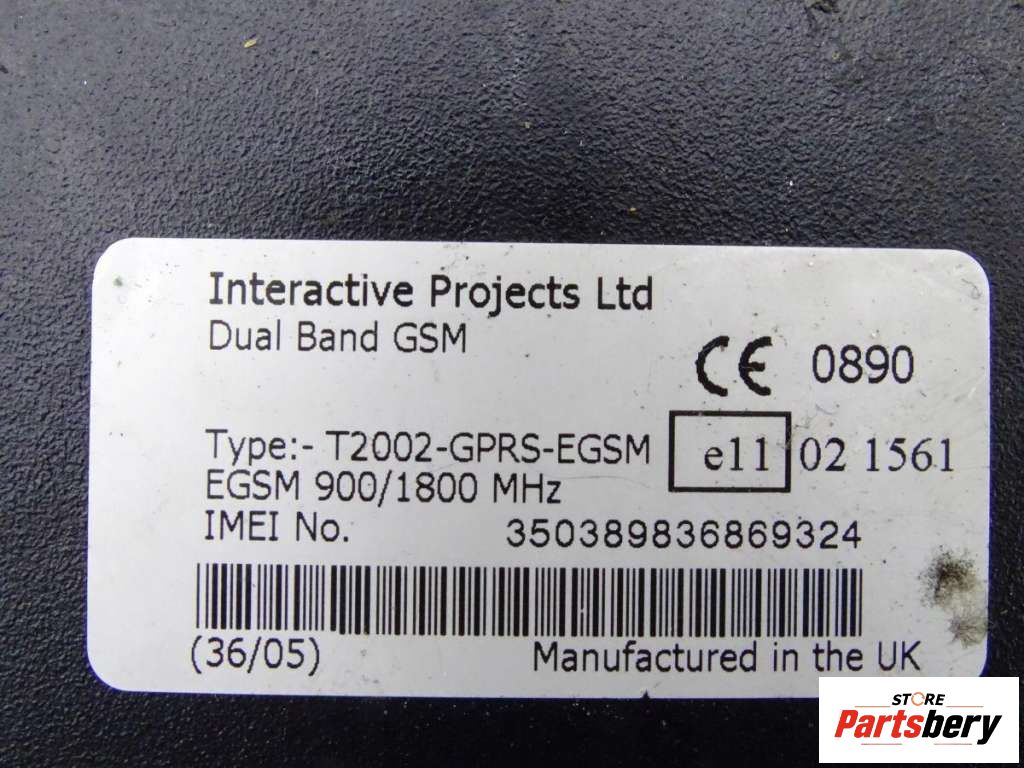 Interactive Projects Ltd
Dual Band GSM
CE 0890
Type:- T2002-GPRS-EGSM e11 02 1561
EGSM 900/1800 MHz
IMEI No. 350389836869324
(36/05) Manufactured in the UK
STORE
Partsbery